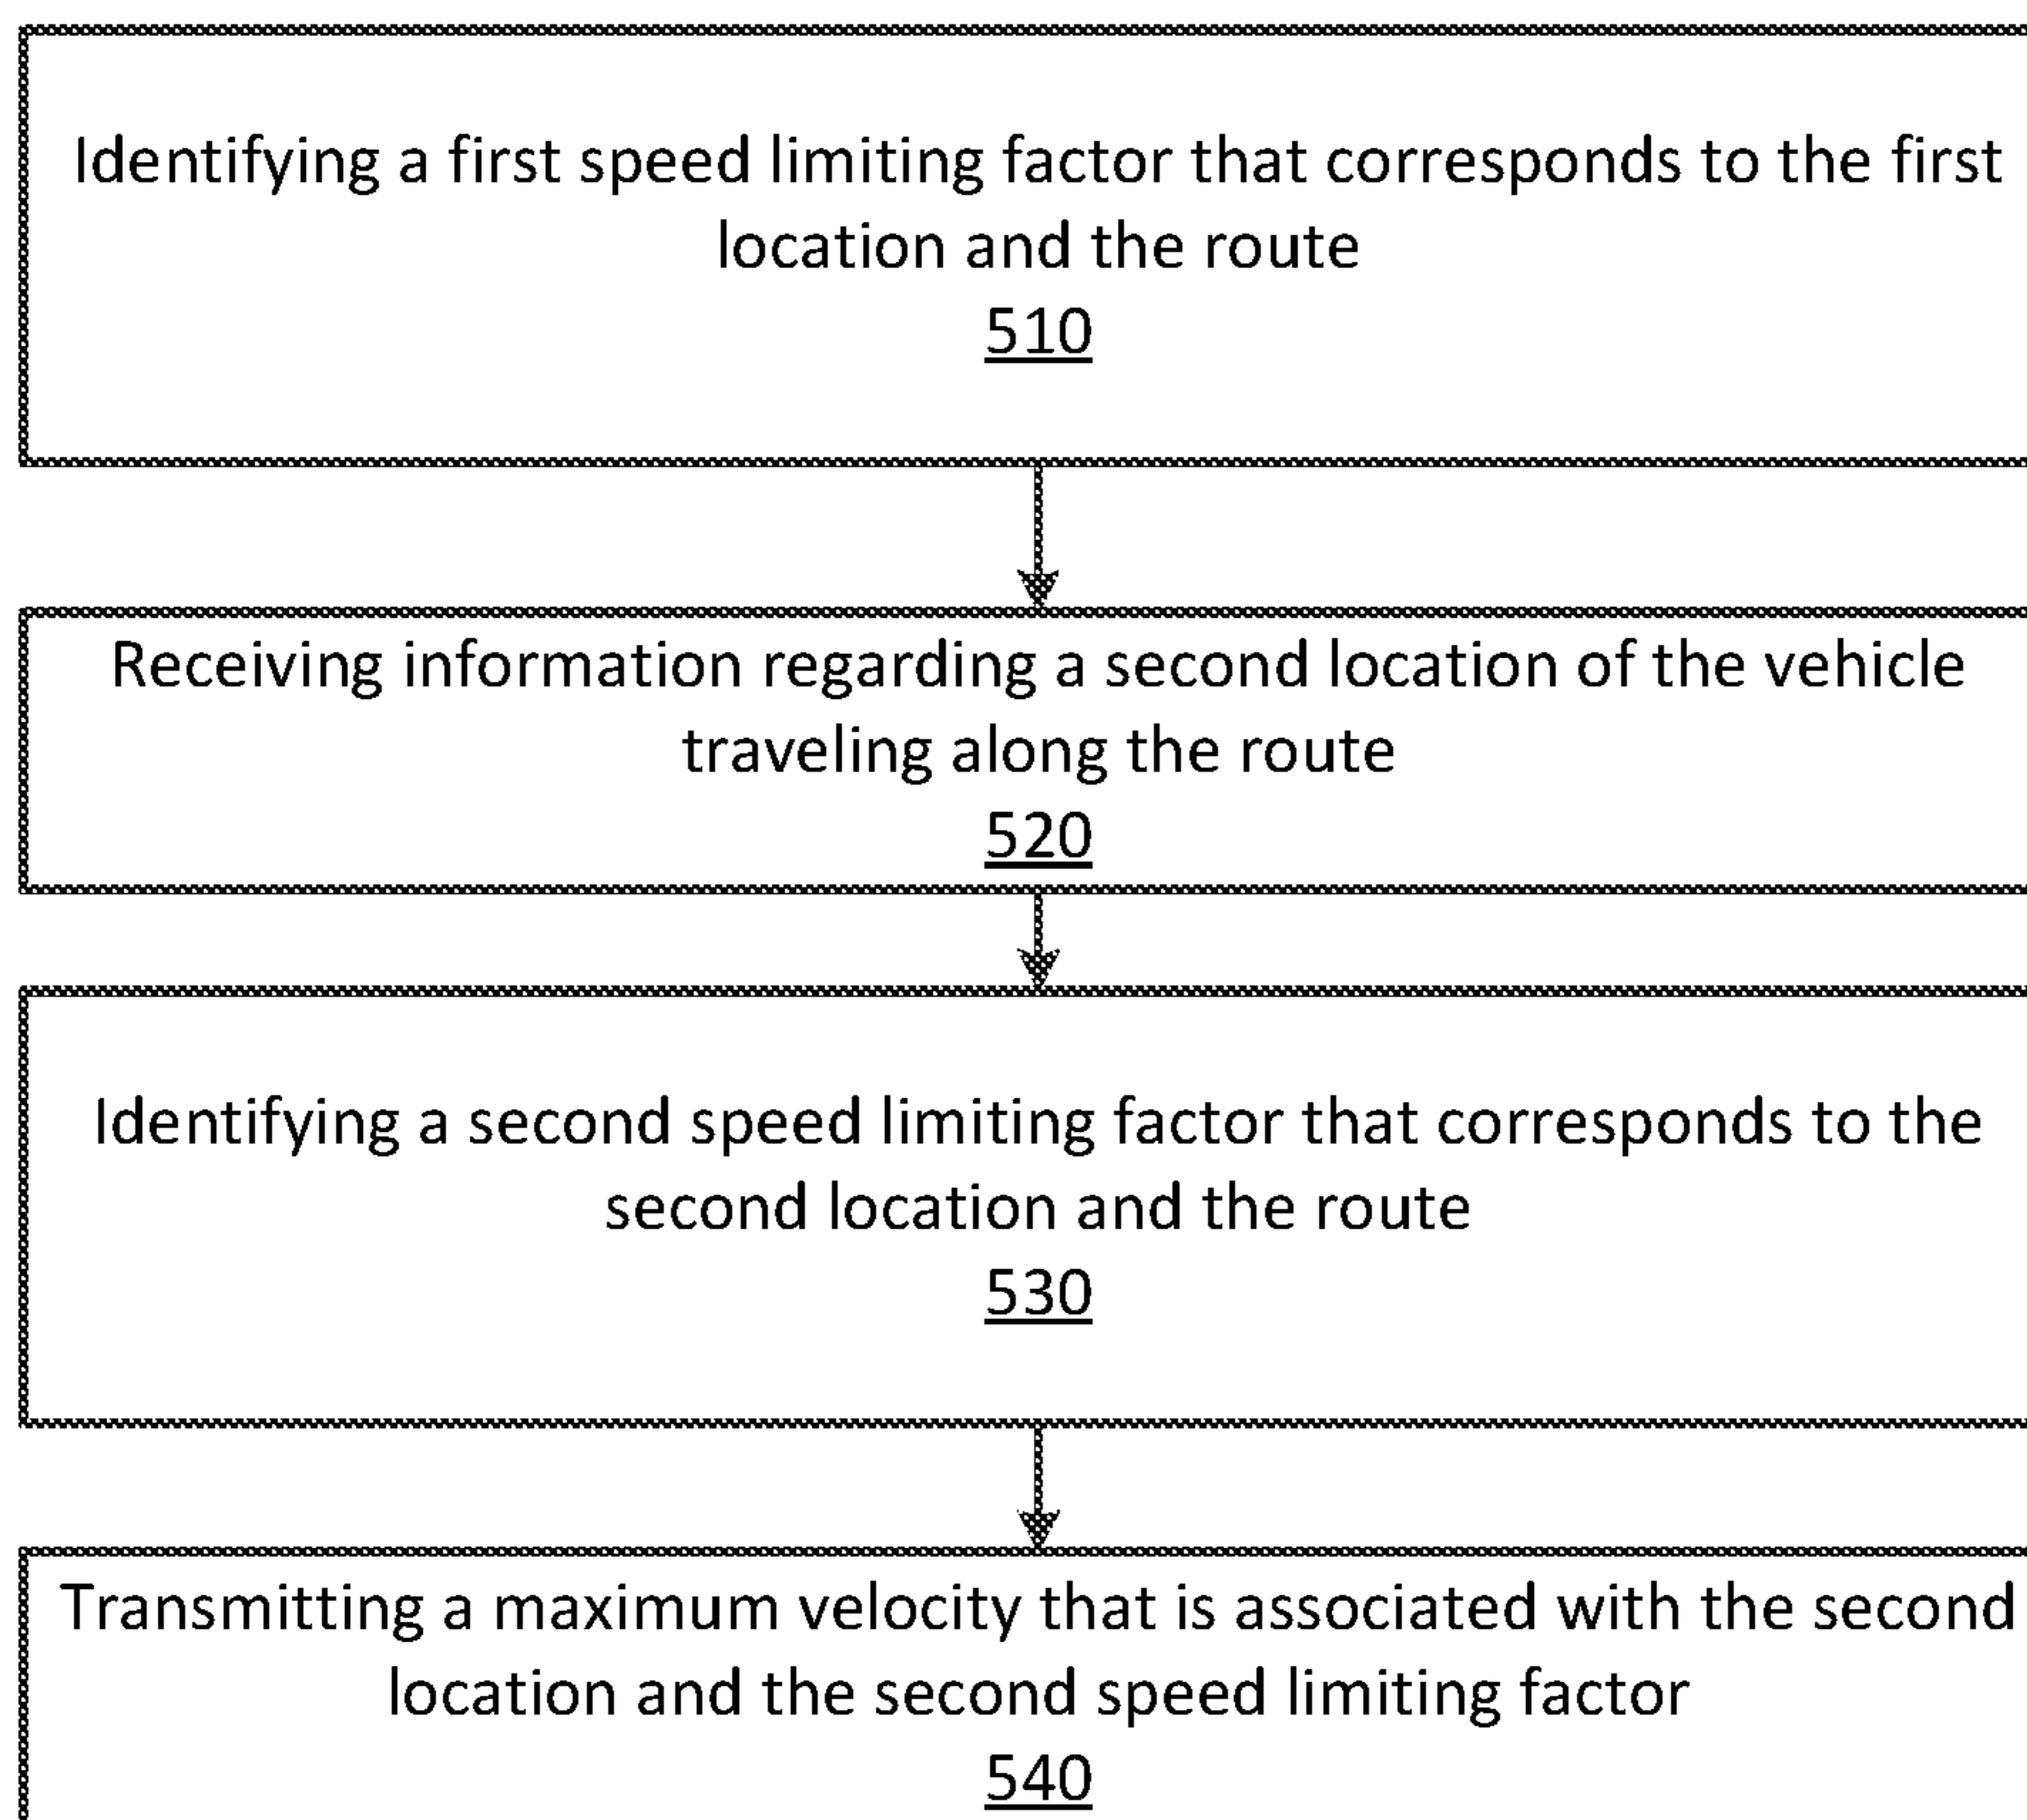 Identifying a first speed limiting factor that corresponds to the first
location and the route
510
Receiving information regarding a second location of the vehicle
traveling along the route
520
Identifying a second speed limiting factor that corresponds to the
second location and the route
530
Transmitting a maximum velocity that is associated with the second
location and the second speed limiting factor
540